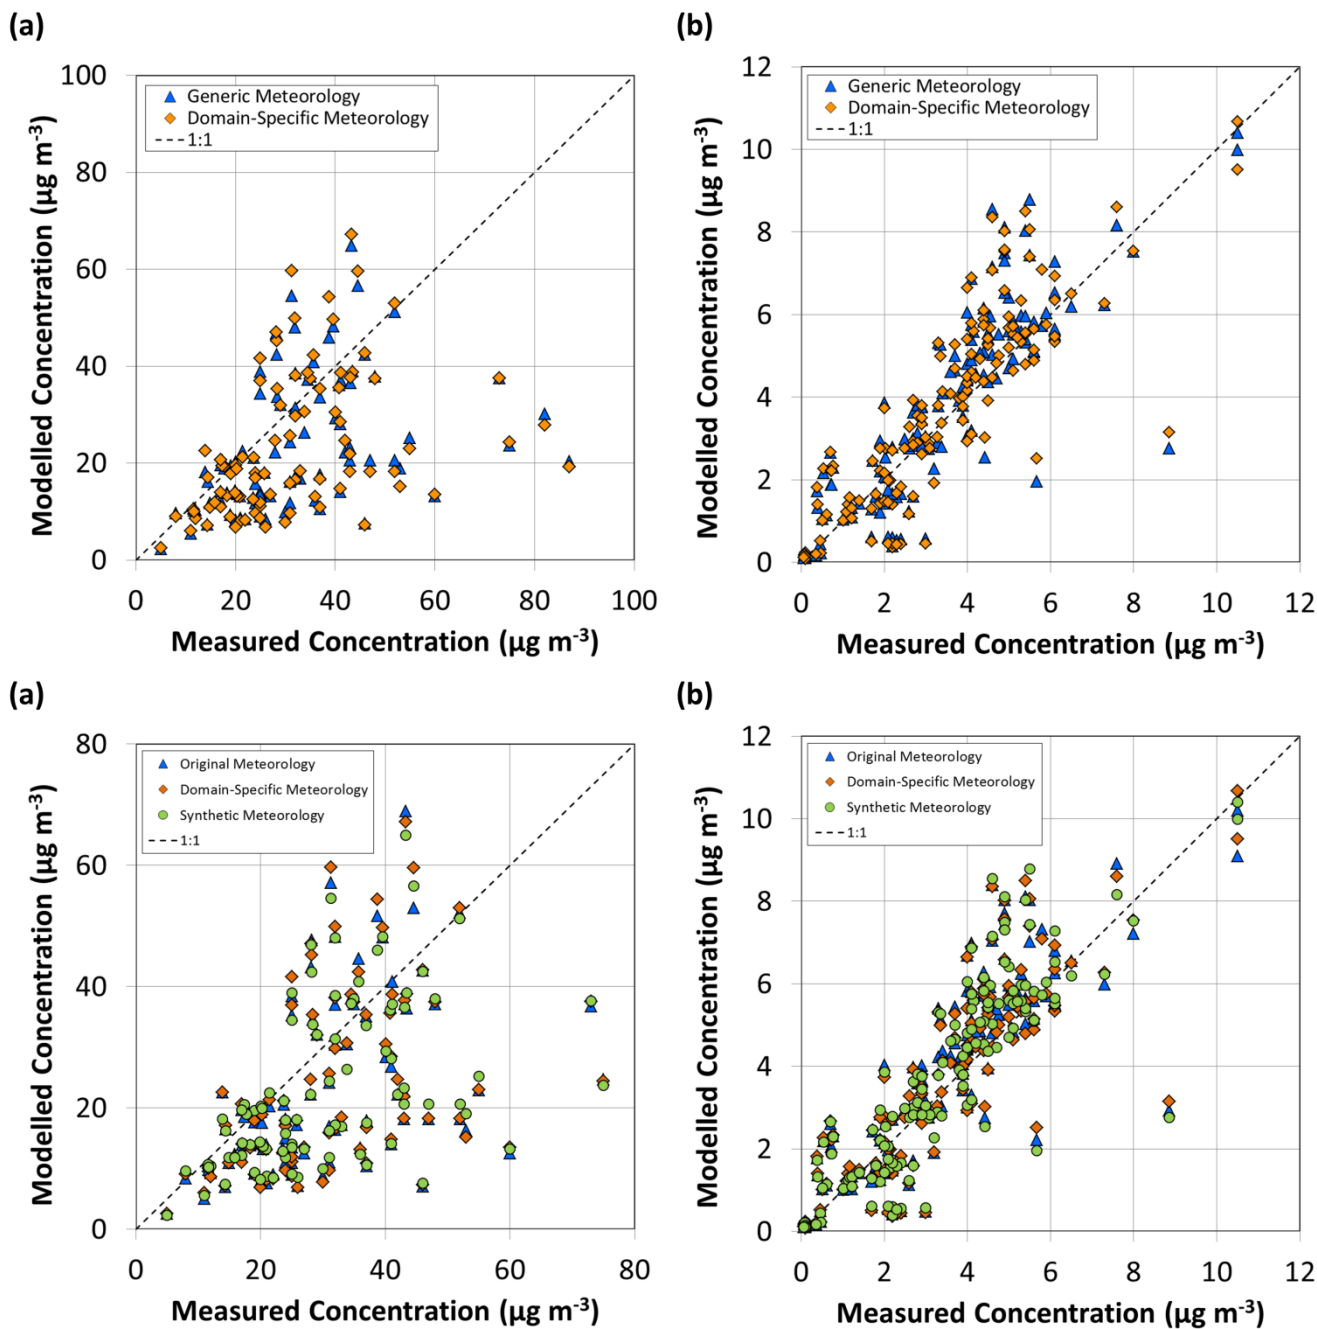 (a)
(b)
Modelled Concentration (µg m-3)
100
80
60
40
20
0
Generic Meteorology
Domain-Specific Meteorology
1:1
0 20 40 60 80 100
Measured Concentration (µg m-3)
Modelled Concentration (µg m-3)
12
10
8
6
4
2
0
Generic Meteorology
Domain-Specific Meteorology
1:1
0 2 4 6 8 10 12
Measured Concentration (µg m-3)
(a)
(b)
Modelled Concentration (µg m-3)
80
60
40
20
0
Original Meteorology
Domain-Specific Meteorology
Synthetic Meteorology
1:1
0 20 40 60 80
Measured Concentration (µg m-3)
Modelled Concentration (µg m-3)
12
10
8
6
4
2
0
Original Meteorology
Domain-Specific Meteorology
Synthetic Meteorology
1:1
0 2 4 6 8 10 12
Measured Concentration (µg m-3)